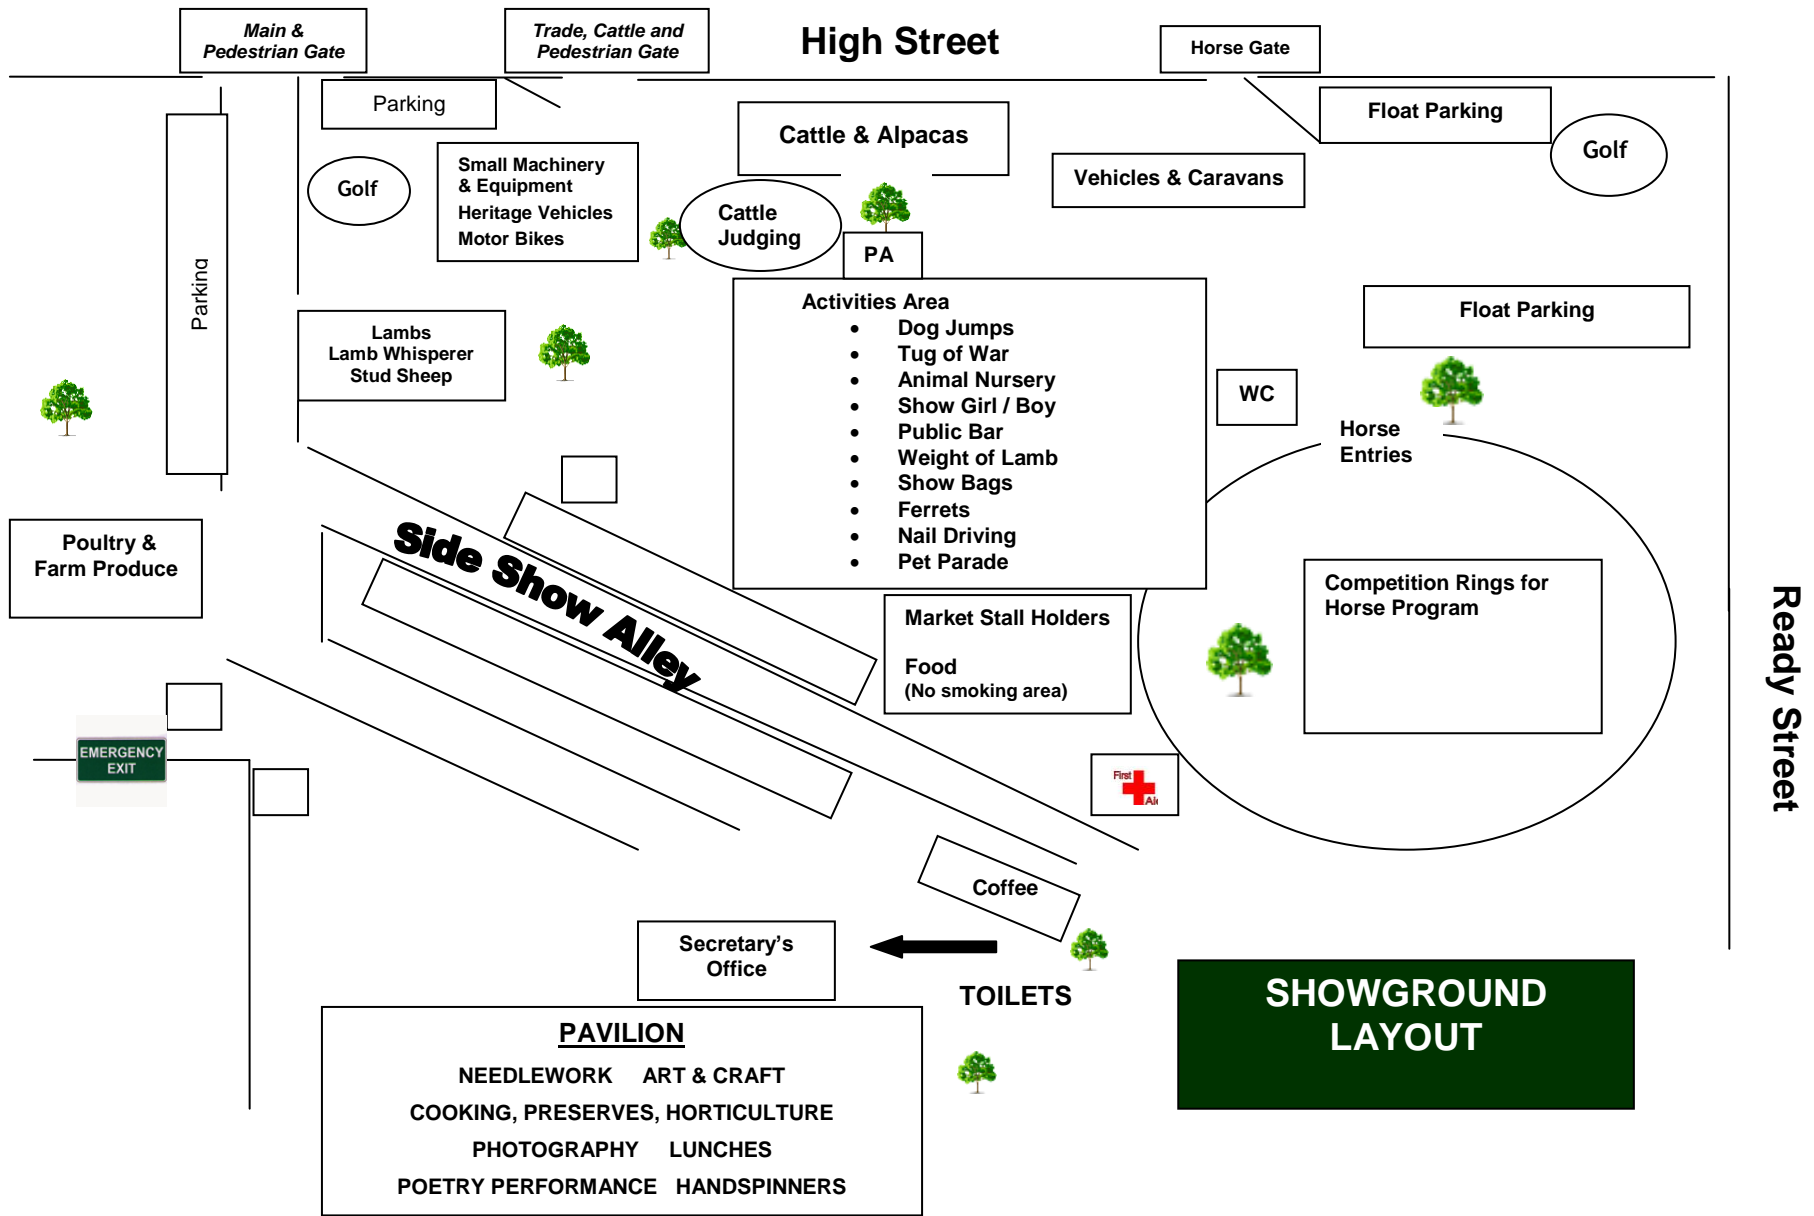 Main &
Pedestrian Gate
Trade, Cattle and
Pedestrian Gate
High Street
Horse Gate
Parking
Cattle & Alpacas
Float Parking
Golf
Small Machinery
& Equipment
Heritage Vehicles
Motor Bikes
Golf
Cattle
Judging
Vehicles & Caravans
PA
Parking
Lambs
Lamb Whisperer
Stud Sheep
Activities Area
• Dog Jumps
• Tug of War
• Animal Nursery
• Show Girl / Boy
• Public Bar
• Weight of Lamb
• Show Bags
• Ferrets
• Nail Driving
• Pet Parade
Float Parking
WC
Horse
Entries
Poultry &
Farm Produce
Side Show Alley
Market Stall Holders
Food
(No smoking area)
Competition Rings for
Horse Program
Ready Street
EMERGENCY
EXIT
First
Aid
Coffee
Secretary's
Office
TOILETS
SHOWGROUND
LAYOUT
PAVILION
NEEDLEWORK ART & CRAFT
COOKING, PRESERVES, HORTICULTURE
PHOTOGRAPHY LUNCHES
POETRY PERFORMANCE HANDSPINNERS